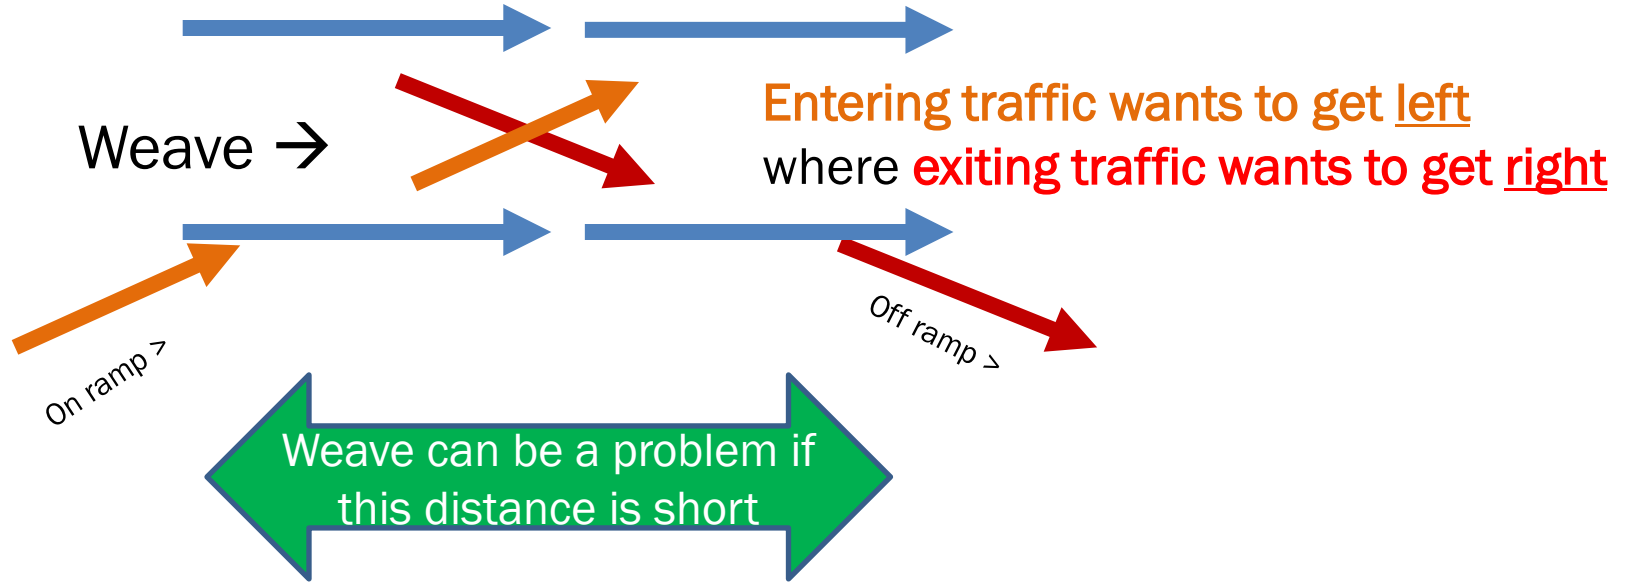 Entering traffic wants to get left
Weave →
where exiting traffic wants to get right
On ramp >
Off ramp >
Weave can be a problem if
this distance is short